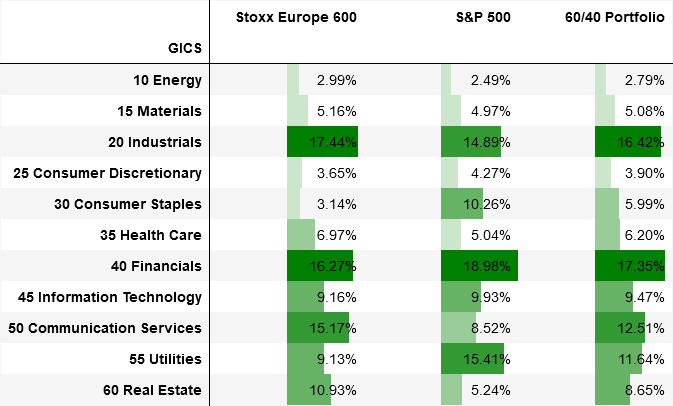 Stoxx Europe 600 S&P 500 60/40 Portfolio
GICS
10 Energy 2.99% 2.49% 2.79%
15 Materials 5.16% 4.97% 5.08%
20 Industrials 17.44% 14.89% 16.42%
25 Consumer Discretionary 3.65% 4.27% 3.90%
30 Consumer Staples 3.14% 10.26% 5.99%
35 Health Care 6.97% 5.04% 6.20%
40 Financials 16.27% 18.98% 17.35%
45 Information Technology 9.16% 9.93% 9.47%
50 Communication Services 15.17% 8.52% 12.51%
55 Utilities 9.13% 15.41% 11.64%
60 Real Estate 10.93% 5.24% 8.65%